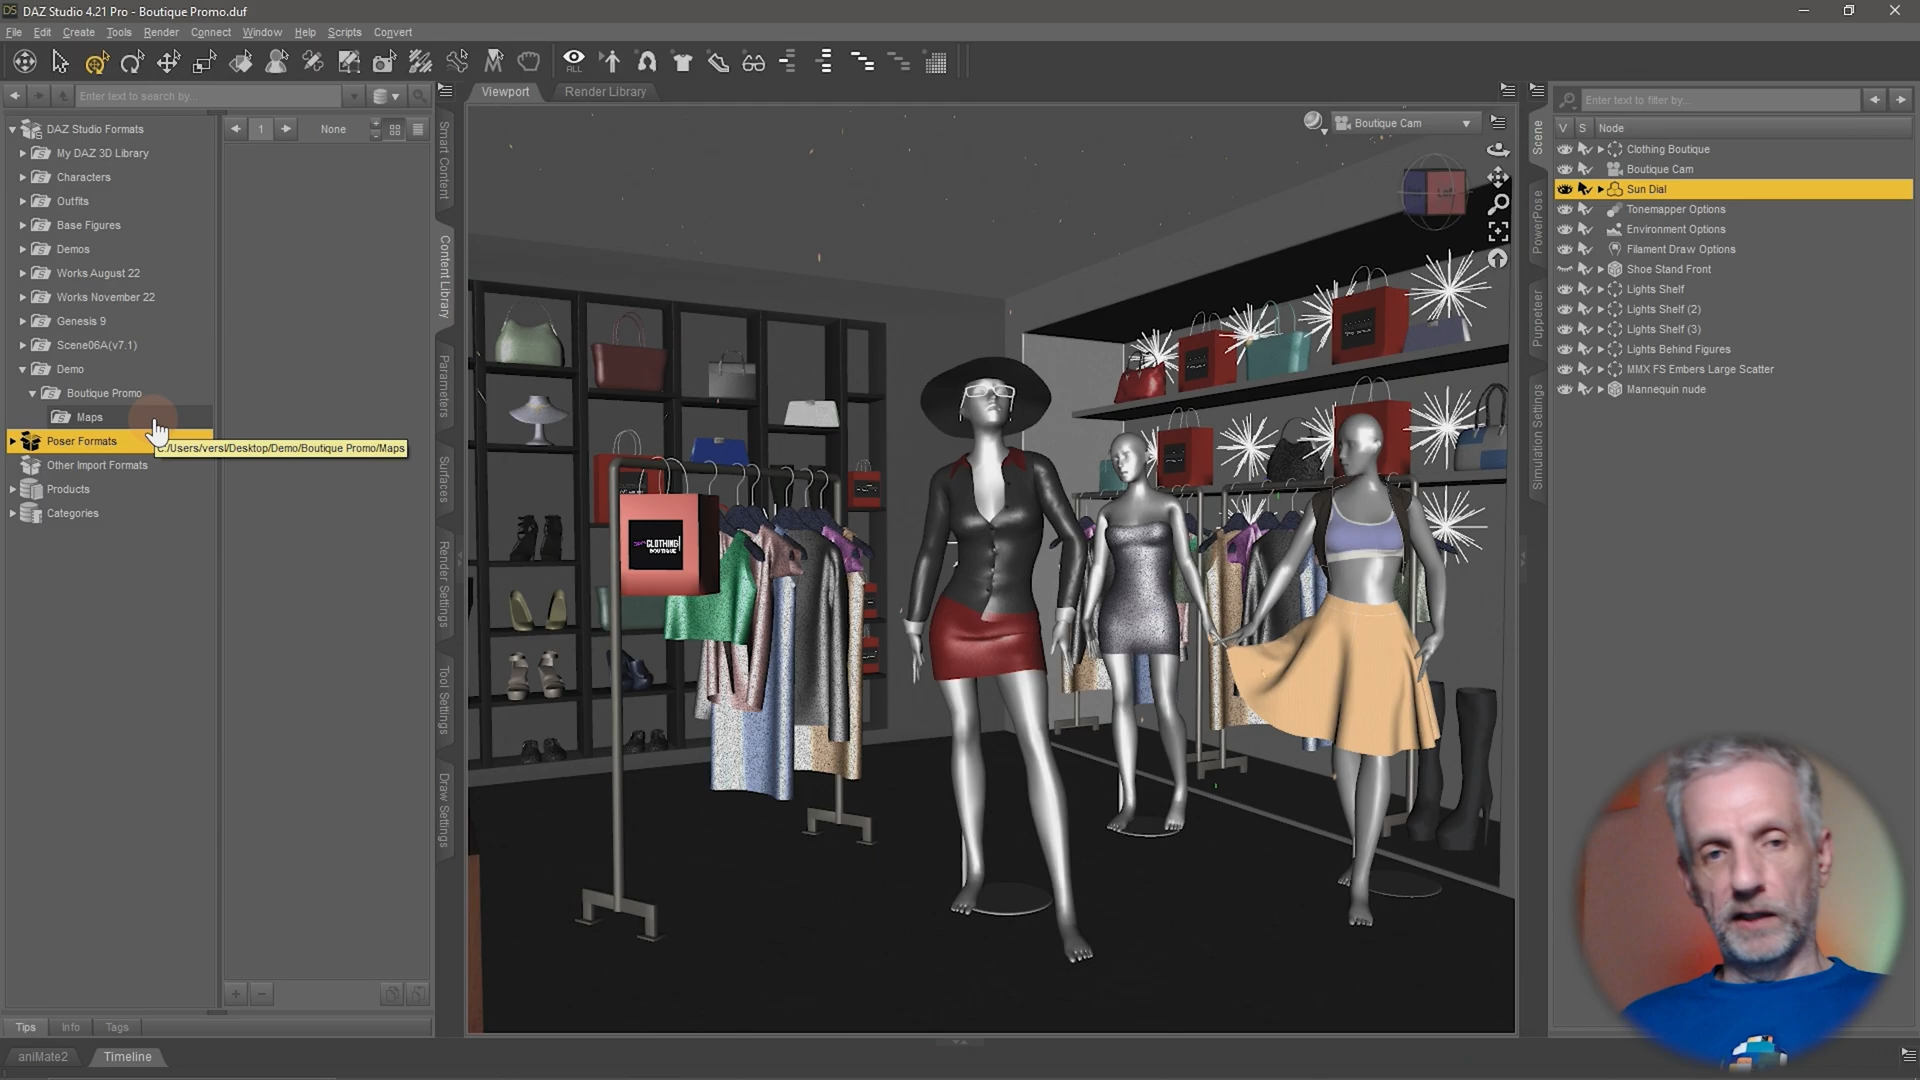 DAZ Studio 4.21 Pro - Boutique Promo.duf
File Edit Create Tools Render Connect Window Help Scripts Convert
ALL
Enter text to search by...
Viewport
Render Library
Enter text to filter by...
DAZ Studio Formats
My DAZ 3D Library
Characters
Outfits
Base Figures
Demos
Works August 22
Works November 22
Genesis 9
Scene06A(v7.1)
Demo
Boutique Promo
Maps
Poser Formats
C:/Users/versl/Desktop/Demo/Boutique Promo/Maps
Other Import Formats
Products
Categories
1
None
Smart Content
Content Library
Parameters
Surfaces
Render Settings
Tool Settings
Draw Settings
Boutique Cam
CLOTHING
BOUTIQUE
Scene
PowerPose
Puppeteer
Simulation Settings
V S Node
Clothing Boutique
Boutique Cam
Sun Dial
Tonemapper Options
Environment Options
Filament Draw Options
Shoe Stand Front
Lights Shelf
Lights Shelf (2)
Lights Shelf (3)
Lights Behind Figures
MMX FS Embers Large Scatter
Mannequin nude
Tips
Info
Tags
aniMate2
Timeline